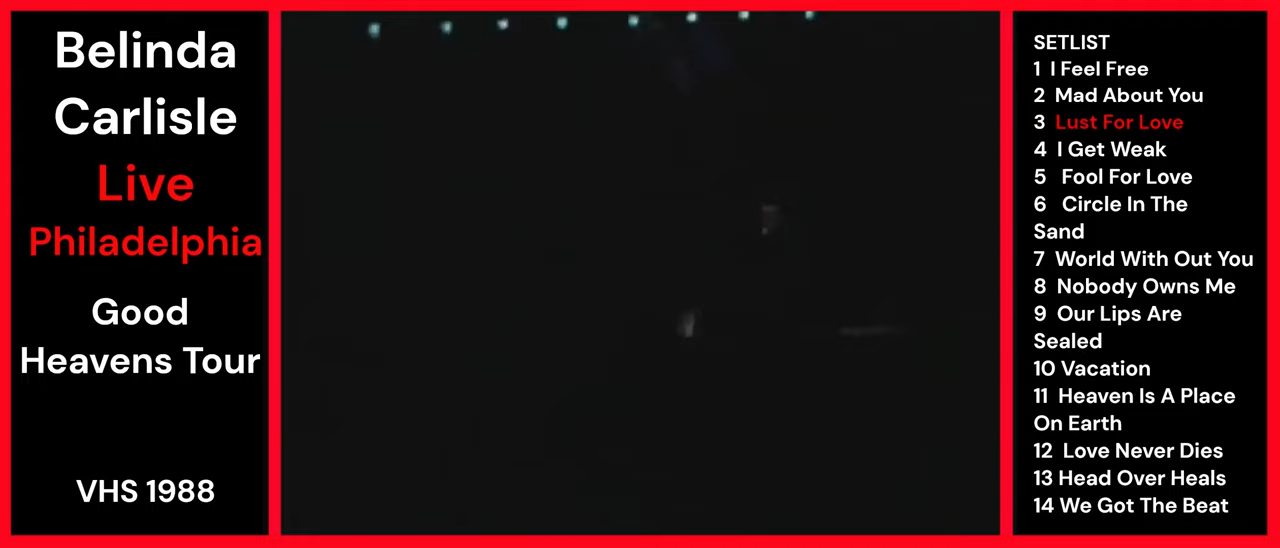 Belinda
Carlisle
Live
Philadelphia
Good
Heavens Tour
VHS 1988
SETLIST
1 I Feel Free
2 Mad About You
3 Lust For Love
4 I Get Weak
5 Fool For Love
6 Circle In The
Sand
7 World With Out You
8 Nobody Owns Me
9 Our Lips Are
Sealed
10 Vacation
11 Heaven Is A Place
On Earth
12 Love Never Dies
13 Head Over Heals
14 We Got The Beat